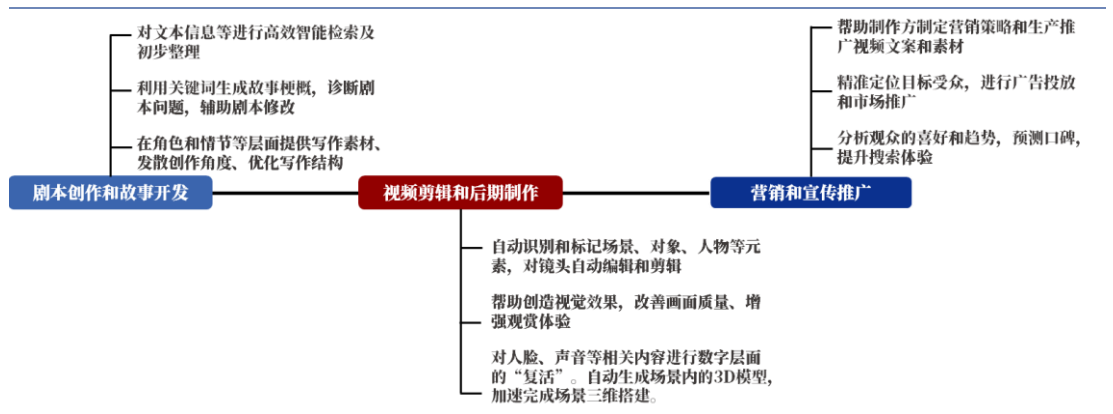 对文本信息等进行高效智能检索及
初步整理
利用关键词生成故事梗概，诊断剧
本问题，辅助剧本修改
在角色和情节等层面提供写作素材、
发散创作角度、优化写作结构
帮助制作方制定营销策略和生产推
广视频文案和素材
精准定位目标受众，进行广告投放
和市场推广
分析观众的喜好和趋势，预测口碑，
提升搜索体验
剧本创作和故事开发
视频剪辑和后期制作
营销和宣传推广
自动识别和标记场景、对象、人物等元
素，对镜头自动编辑和剪辑
帮助创造视觉效果，改善画面质量、增
强观赏体验
对人脸、声音等相关内容进行数字层面
的“复活”。自动生成场景内的3D模型，
加速完成场景三维搭建。